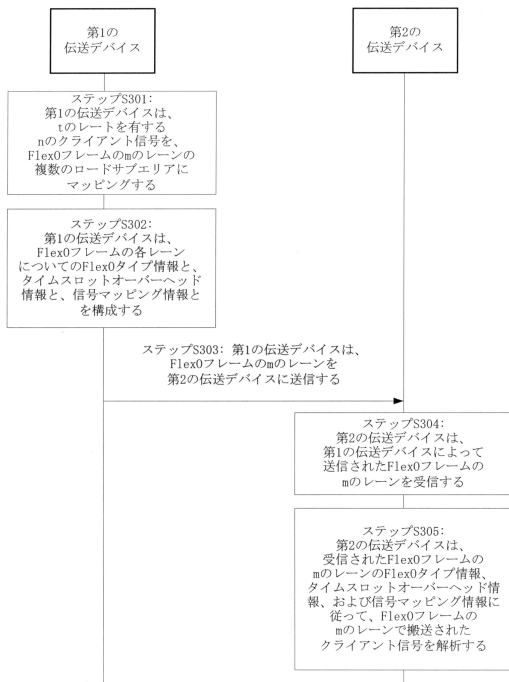 第1の
伝送デバイス
第2の
伝送デバイス
ステップS301:
第1の伝送デバイスは、
tのレートを有する
nのクライアント信号を、
FlexOフレームのmのレーンの
複数のロードサブエリアに
マッピングする
ステップS302:
第1の伝送デバイスは、
FlexOフレームの各レーン
についてのFlexOタイプ情報と、
タイムスロットオーバーヘッド
情報と、信号マッピング情報と
を構成する
ステップS303: 第1の伝送デバイスは、
FlexOフレームのmのレーンを
第2の伝送デバイスに送信する
ステップS304:
第2の伝送デバイスは、
第1の伝送デバイスによって
送信されたFlexOフレームの
mのレーンを受信する
ステップS305:
第2の伝送デバイスは、
受信されたFlexOフレームの
mのレーンのFlexOタイプ情報、
タイムスロットオーバーヘッド情
報、および信号マッピング情報に
従って、FlexOフレームの
mのレーンで搬送された
クライアント信号を解析する